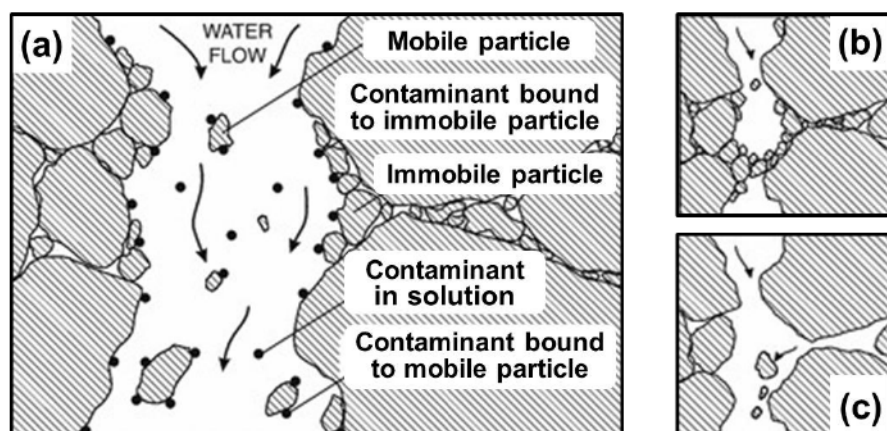 (a)
WATER
FLOW
Mobile particle
Contaminant bound
to immobile particle
Immobile particle
Contaminant
in solution
Contaminant bound
to mobile particle
(b)
(c)